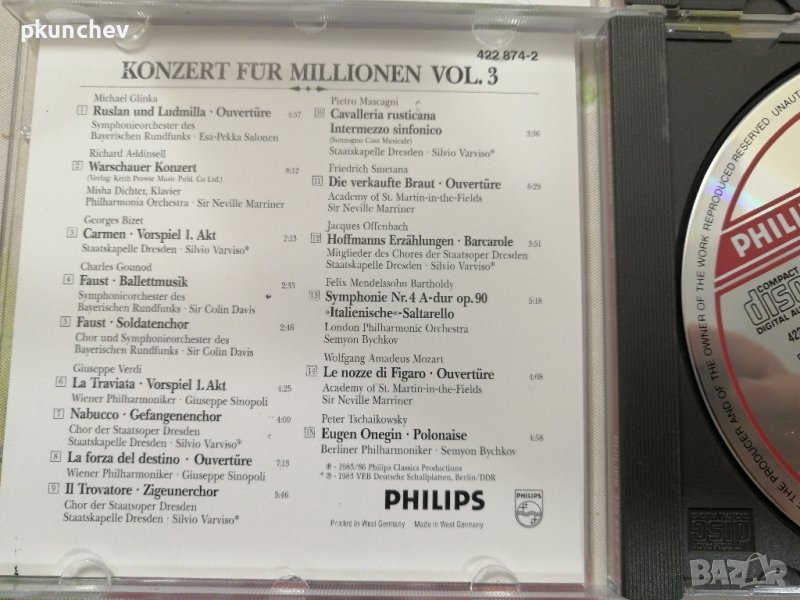 pkunchev
422 874-2
KONZERT FÜR MILLIONEN VOL. 3
Michael Glinka
1 Ruslan und Ludmilla · Ouvertüre 4:57
Symphonieorchester des
Bayerischen Rundfunks · Esa-Pekka Salonen
Richard Addinsell
2 Warschauer Konzert 8:12
(Verlag: Keith Prowse Music Publ. Co Ltd.)
Misha Dichter, Klavier
Philharmonia Orchestra · Sir Neville Marriner
Georges Bizet
3 Carmen · Vorspiel 1. Akt 2:13
Staatskapelle Dresden · Silvio Varviso*
Charles Gounod
4 Faust · Ballettmusik 2:33
Symphonieorchester des
Bayerischen Rundfunks · Sir Colin Davis
5 Faust · Soldatenchor 2:46
Chor und Symphonieorchester des
Bayerischen Rundfunks · Sir Colin Davis
Giuseppe Verdi
6 La Traviata · Vorspiel 1. Akt 4:25
Wiener Philharmoniker · Giuseppe Sinopoli
7 Nabucco · Gefangenenchor 4:09
Chor der Staatsoper Dresden
Staatskapelle Dresden · Silvio Varviso*
8 La forza del destino · Ouvertüre 7:13
Wiener Philharmoniker · Giuseppe Sinopoli
9 Il Trovatore · Zigeunerchor 3:46
Chor der Staatsoper Dresden
Staatskapelle Dresden · Silvio Varviso*
Pietro Mascagni
10 Cavalleria rusticana
Intermezzo sinfonico 3:36
(Sonzogno Casa Musicale)
Staatskapelle Dresden · Silvio Varviso*
Friedrich Smetana
11 Die verkaufte Braut · Ouvertüre 6:29
Academy of St. Martin-in-the-Fields
Sir Neville Marriner
Jacques Offenbach
12 Hoffmanns Erzählungen · Barcarole 3:51
Mitglieder des Chores der Staatsoper Dresden
Staatskapelle Dresden · Silvio Varviso*
Felix Mendelssohn Bartholdy
13 Symphonie Nr. 4 A-dur op. 90 5:18
»Italienische«-Saltarello
London Philharmonic Orchestra
Semyon Bychkov
Wolfgang Amadeus Mozart
14 Le nozze di Figaro · Ouvertüre 4:08
Academy of St. Martin-in-the-Fields
Sir Neville Marriner
Peter Tschaikowsky
15 Eugen Onegin · Polonaise 4:38
Berliner Philharmoniker · Semyon Bychkov
℗ · 1985/86 Philips Classics Productions
* ℗ · 1983 VEB Deutsche Schallplatten, Berlin/DDR
PHILIPS
PHILIPS
Printed in West Germany Made in West Germany
THE PRODUCER AND OF THE OWNER OF THE WORK REPRODUCED RESERVED.
COMPACT
DIGITAL
BAZAR